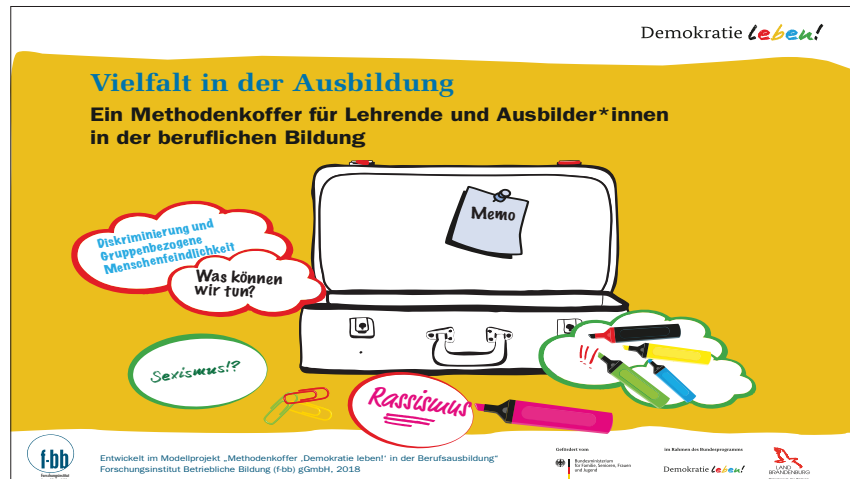 Demokratie leben!
Vielfalt in der Ausbildung
Ein Methodenkoffer für Lehrende und Ausbilder*innen
in der beruflichen Bildung
Memo
Diskriminierung und
Gruppenbezogene
Menschenfeindlichkeit
Was können
wir tun?
Sexismus!?
Rassismus
!!!
f-bb
Forschungsinstitut
Entwickelt im Modellprojekt „Methodenkoffer ‚Demokratie leben!‘ in der Berufsausbildung“
Forschungsinstitut Betriebliche Bildung (f-bb) gGmbH, 2018
Gefördert vom
Bundesministerium
für Familie, Senioren, Frauen
und Jugend
im Rahmen des Bundesprogramms
Demokratie leben!
LAND
BRANDENBURG